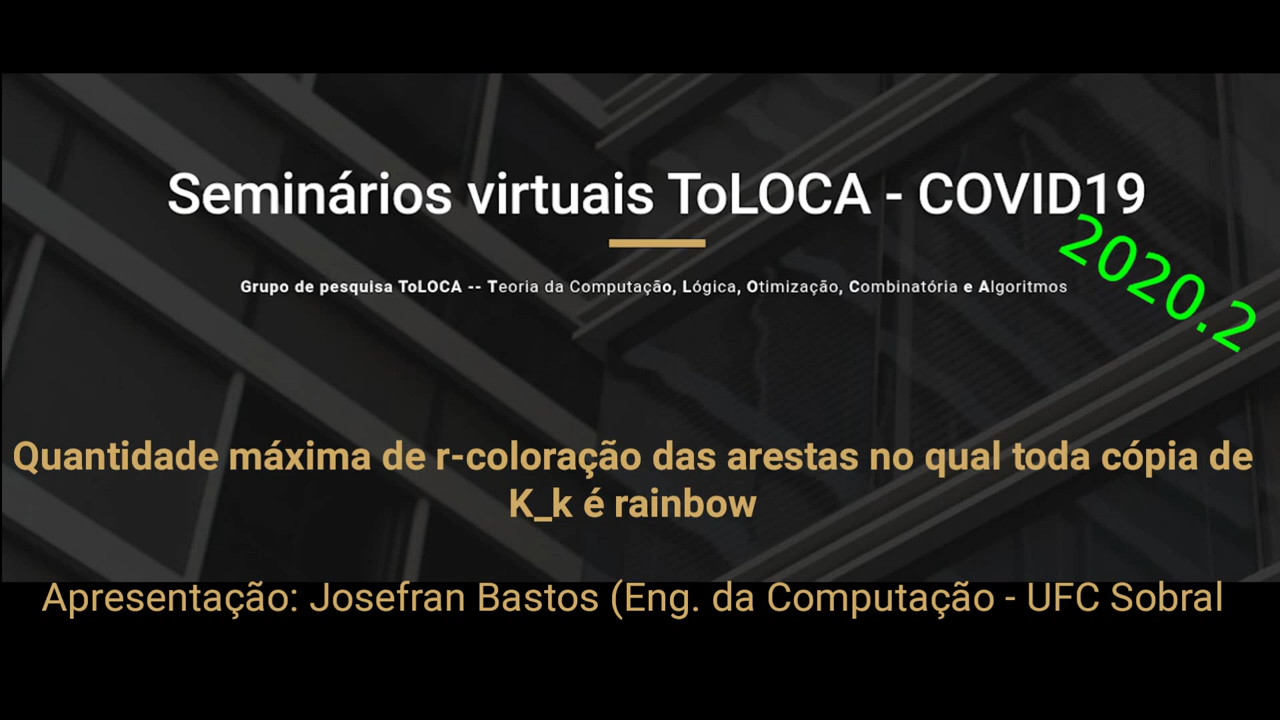 Seminários virtuais ToLOCA - COVID19
2020.2
Grupo de pesquisa ToLOCA -- Teoria da Computação, Lógica, Otimização, Combinatória e Algoritmos
Quantidade máxima de r-coloração das arestas no qual toda cópia de
K_k é rainbow
Apresentação: Josefran Bastos (Eng. da Computação - UFC Sobral